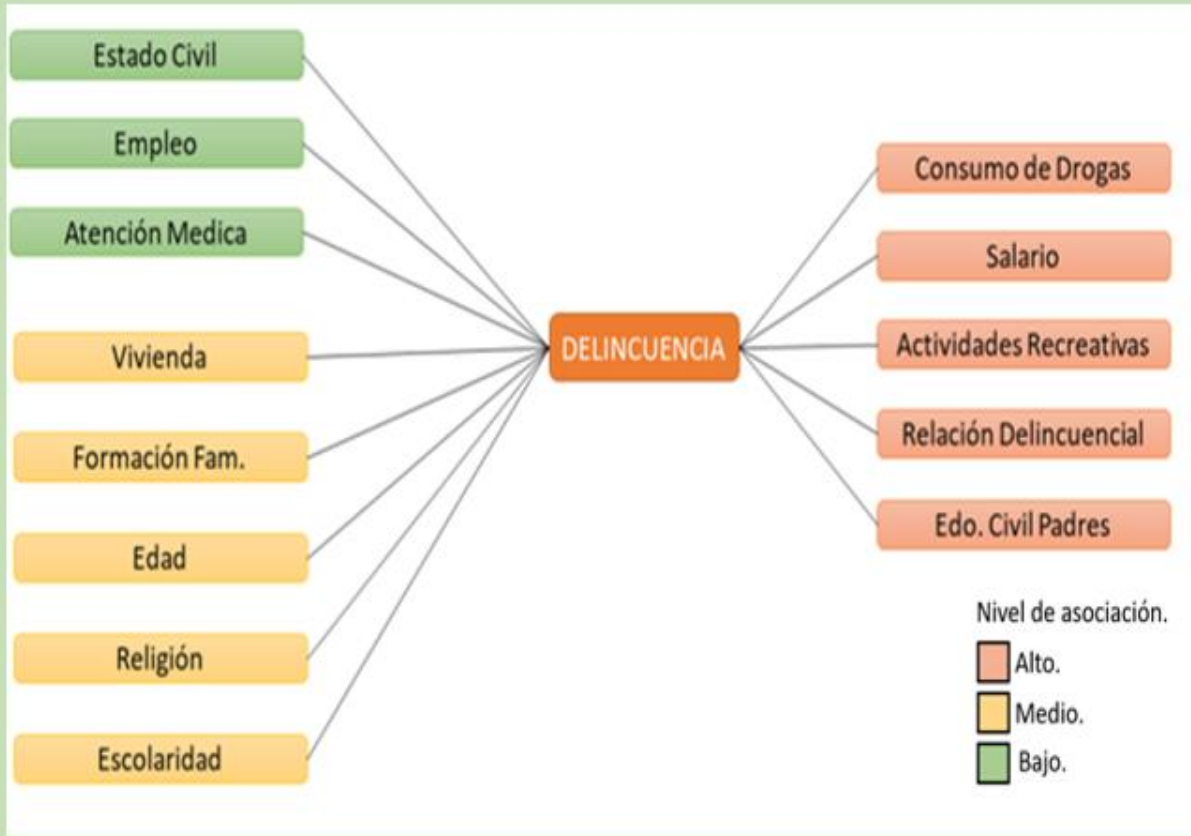 Estado Civil
Empleo
Atención Medica
Vivienda
Formación Fam.
Edad
Religión
Escolaridad
DELINCUENCIA
Consumo de Drogas
Salario
Actividades Recreativas
Relación Delincuencial
Edo. Civil Padres
Nivel de asociación.
Alto.
Medio.
Bajo.